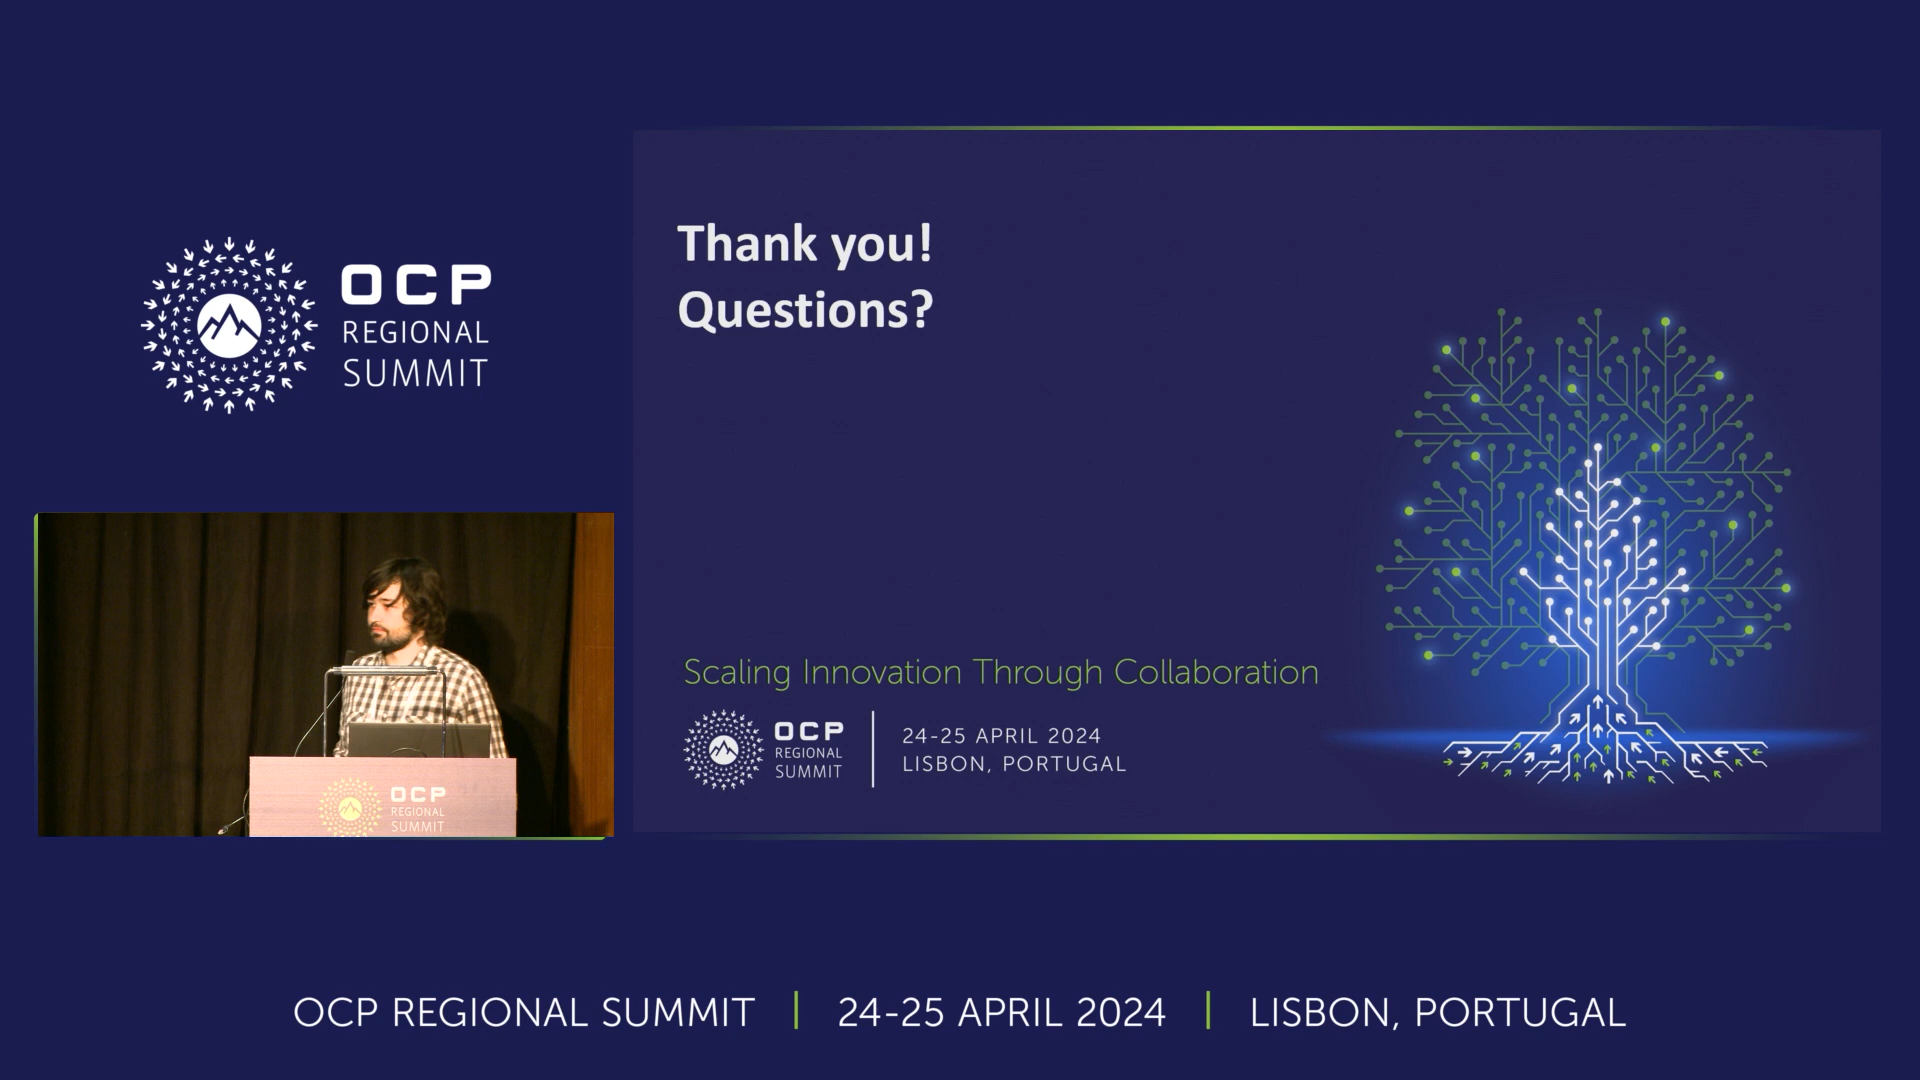 OCP
REGIONAL
SUMMIT
Thank you!
Questions?
Scaling Innovation Through Collaboration
OCP
REGIONAL
SUMMIT
24-25 APRIL 2024
LISBON, PORTUGAL
OCP
REGIONAL
SUMMIT
OCP REGIONAL SUMMIT | 24-25 APRIL 2024 | LISBON, PORTUGAL